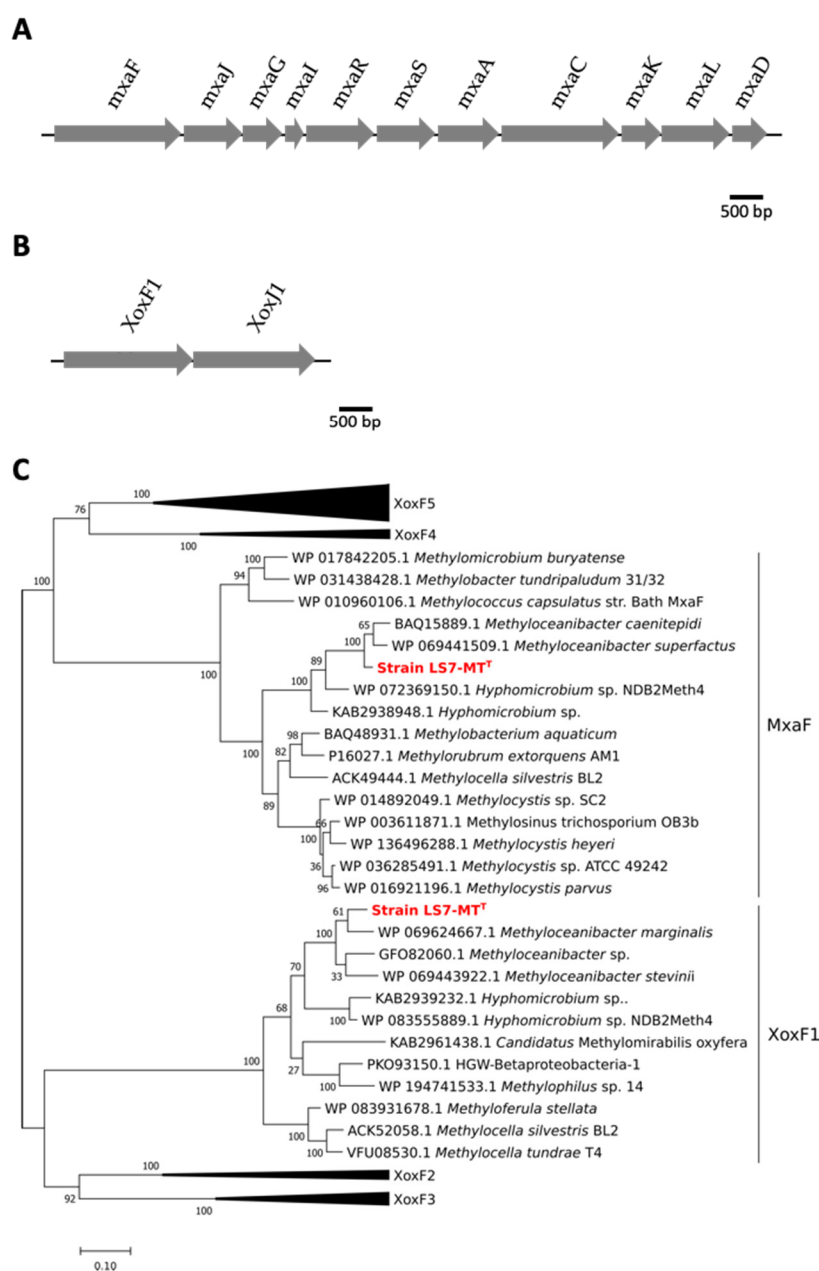 A
mxaF mxaJ mxaG mxaI mxaR mxaS mxaA mxaC mxaK mxaL mxaD
500 bp
B
XoxF1 XoxJ1
500 bp
C
100 XoxF5
76
100 XoxF4
100
100 WP 017842205.1 Methylomicrobium buryatense
94 WP 031438428.1 Methylobacter tundripaludum 31/32
WP 010960106.1 Methylococcus capsulatus str. Bath MxaF
65 BAQ15889.1 Methyloceanibacter caenitepidi
100 WP 069441509.1 Methyloceanibacter superfactus
89 Strain LS7-MTT
100 100 WP 072369150.1 Hyphomicrobium sp. NDB2Meth4
KAB2938948.1 Hyphomicrobium sp.
MxaF
98 BAQ48931.1 Methylobacterium aquaticum
100 82 P16027.1 Methylorubrum extorquens AM1
ACK49444.1 Methylocella silvestris BL2
89 WP 014892049.1 Methylocystis sp. SC2
66 WP 003611871.1 Methylosinus trichosporium OB3b
100 WP 136496288.1 Methylocystis heyeri
36 WP 036285491.1 Methylocystis sp. ATCC 49242
96 WP 016921196.1 Methylocystis parvus
61 Strain LS7-MTT
100 WP 069624667.1 Methyloceanibacter marginalis
GFO82060.1 Methyloceanibacter sp.
70 33 WP 069443922.1 Methyloceanibacter stevinii
KAB2939232.1 Hyphomicrobium sp..
68 100 WP 083555889.1 Hyphomicrobium sp. NDB2Meth4
XoxF1
KAB2961438.1 Candidatus Methylomirabilis oxyfera
100 27 PKO93150.1 HGW-Betaproteobacteria-1
100 WP 194741533.1 Methylophilus sp. 14
WP 083931678.1 Methyloferula stellata
100 ACK52058.1 Methylocella silvestris BL2
100 VFU08530.1 Methylocella tundrae T4
100 XoxF2
92 100 XoxF3
0.10